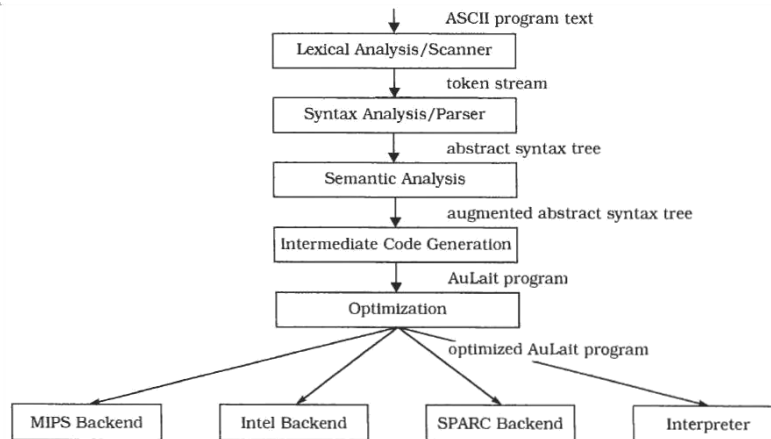 ASCII program text
Lexical Analysis/Scanner
token stream
Syntax Analysis/Parser
abstract syntax tree
Semantic Analysis
augmented abstract syntax tree
Intermediate Code Generation
AuLait program
Optimization
optimized AuLait program
MIPS Backend
Intel Backend
SPARC Backend
Interpreter